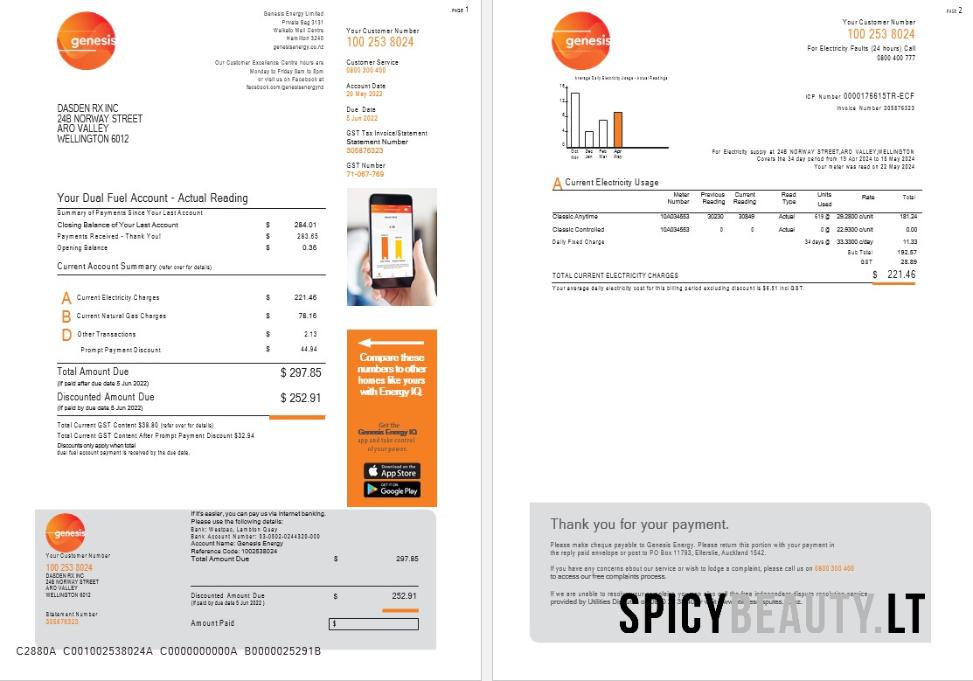 PAGE 1
genesis
Genesis Energy Limited
Private Bag 3131
Waikato Mail Centre
Hamilton 3240
genesisenergy.co.nz
Our Customer Excellence Centre hours are
Monday to Friday 8am to 8pm
or visit us on Facebook at
facebook.com/genesisenergynz
Your Customer Number
100 253 8024
Customer Service
0800 300 400
Account Date
20 May 2022
Due Date
5 Jun 2022
GST Tax Invoice/Statement
Statement Number
305876323
GST Number
71-067-769
DASDEN RX INC
24B NORWAY STREET
ARO VALLEY
WELLINGTON 6012
Your Dual Fuel Account - Actual Reading
Summary of Payments Since Your Last Account
Closing Balance of Your Last Account $ 284.01
Payments Received - Thank You! $ 283.65
Opening Balance $ 0.36
Current Account Summary (refer over for details)
A Current Electricity Charges $ 221.46
B Current Natural Gas Charges $ 78.16
D Other Transactions $ 2.13
Prompt Payment Discount $ 44.94
Total Amount Due $ 297.85
(if paid after due date 5 Jun 2022)
Discounted Amount Due $ 252.91
(if paid by due date 5 Jun 2022)
Total Current GST Content $38.80 (refer over for details)
Total Current GST Content After Prompt Payment Discount $32.94
Discounts only apply when total
dual fuel account payment is received by the due date.
Compare these
numbers to other
homes like yours
with Energy IQ.
Get the
Genesis Energy IQ
app and take control
of your power.
Download on the
App Store
GET IT ON
Google Play
genesis
Your Customer Number
100 253 8024
DASDEN RX INC
24B NORWAY STREET
ARO VALLEY
WELLINGTON 6012
Statement Number
305876323
If it's easier, you can pay us via Internet banking.
Please use the following details:
Bank: Westpac, Lambton Quay
Bank Account Number: 03-0502-0244320-000
Account Name: Genesis Energy
Reference Code: 1002538024
Total Amount Due $ 297.85
Discounted Amount Due $ 252.91
(if paid by due date 5 Jun 2022)
Amount Paid $
C2880A C001002538024A C0000000000A B0000025291B
PAGE 2
genesis
Your Customer Number
100 253 8024
For Electricity Faults (24 hours) Call
0800 400 777
Average Daily Electricity Usage - Actual Readings
Oct Dec Feb Apr
Nov Jan Mar May
ICP Number 0000176615TR-ECF
Invoice Number 305876323
For Electricity supply at 24B NORWAY STREET,ARO VALLEY,WELLINGTON
Covers the 34 day period from 15 Apr 2024 to 18 May 2024
Your meter was read on 22 May 2024
A Current Electricity Usage
Meter Number Previous Reading Current Reading Read Type Units Used Rate Total
Classic Anytime 10A034663 30230 30849 Actual 619 @ 29.2800 c/unit 181.24
Classic Controlled 10A034663 0 0 Actual 0 @ 22.9300 c/unit 0.00
Daily Fixed Charge 34 days @ 33.3300 c/day 11.33
Sub Total 192.57
GST 28.89
TOTAL CURRENT ELECTRICITY CHARGES $ 221.46
Your average daily electricity cost for this billing period excluding discount is $6.51 incl GST.
Thank you for your payment.
Please make cheque payable to Genesis Energy. Please return this portion with your payment in
the reply paid envelope or post to PO Box 11793, Ellerslie, Auckland 1542.
If you have any concerns about our service or wish to lodge a complaint, please call us on 0800 300 400
to access our free complaints process.
If we are unable to resolve your complaint you can also call the free independent dispute resolution service
provided by Utilities
SPICYBEAUTY.LT